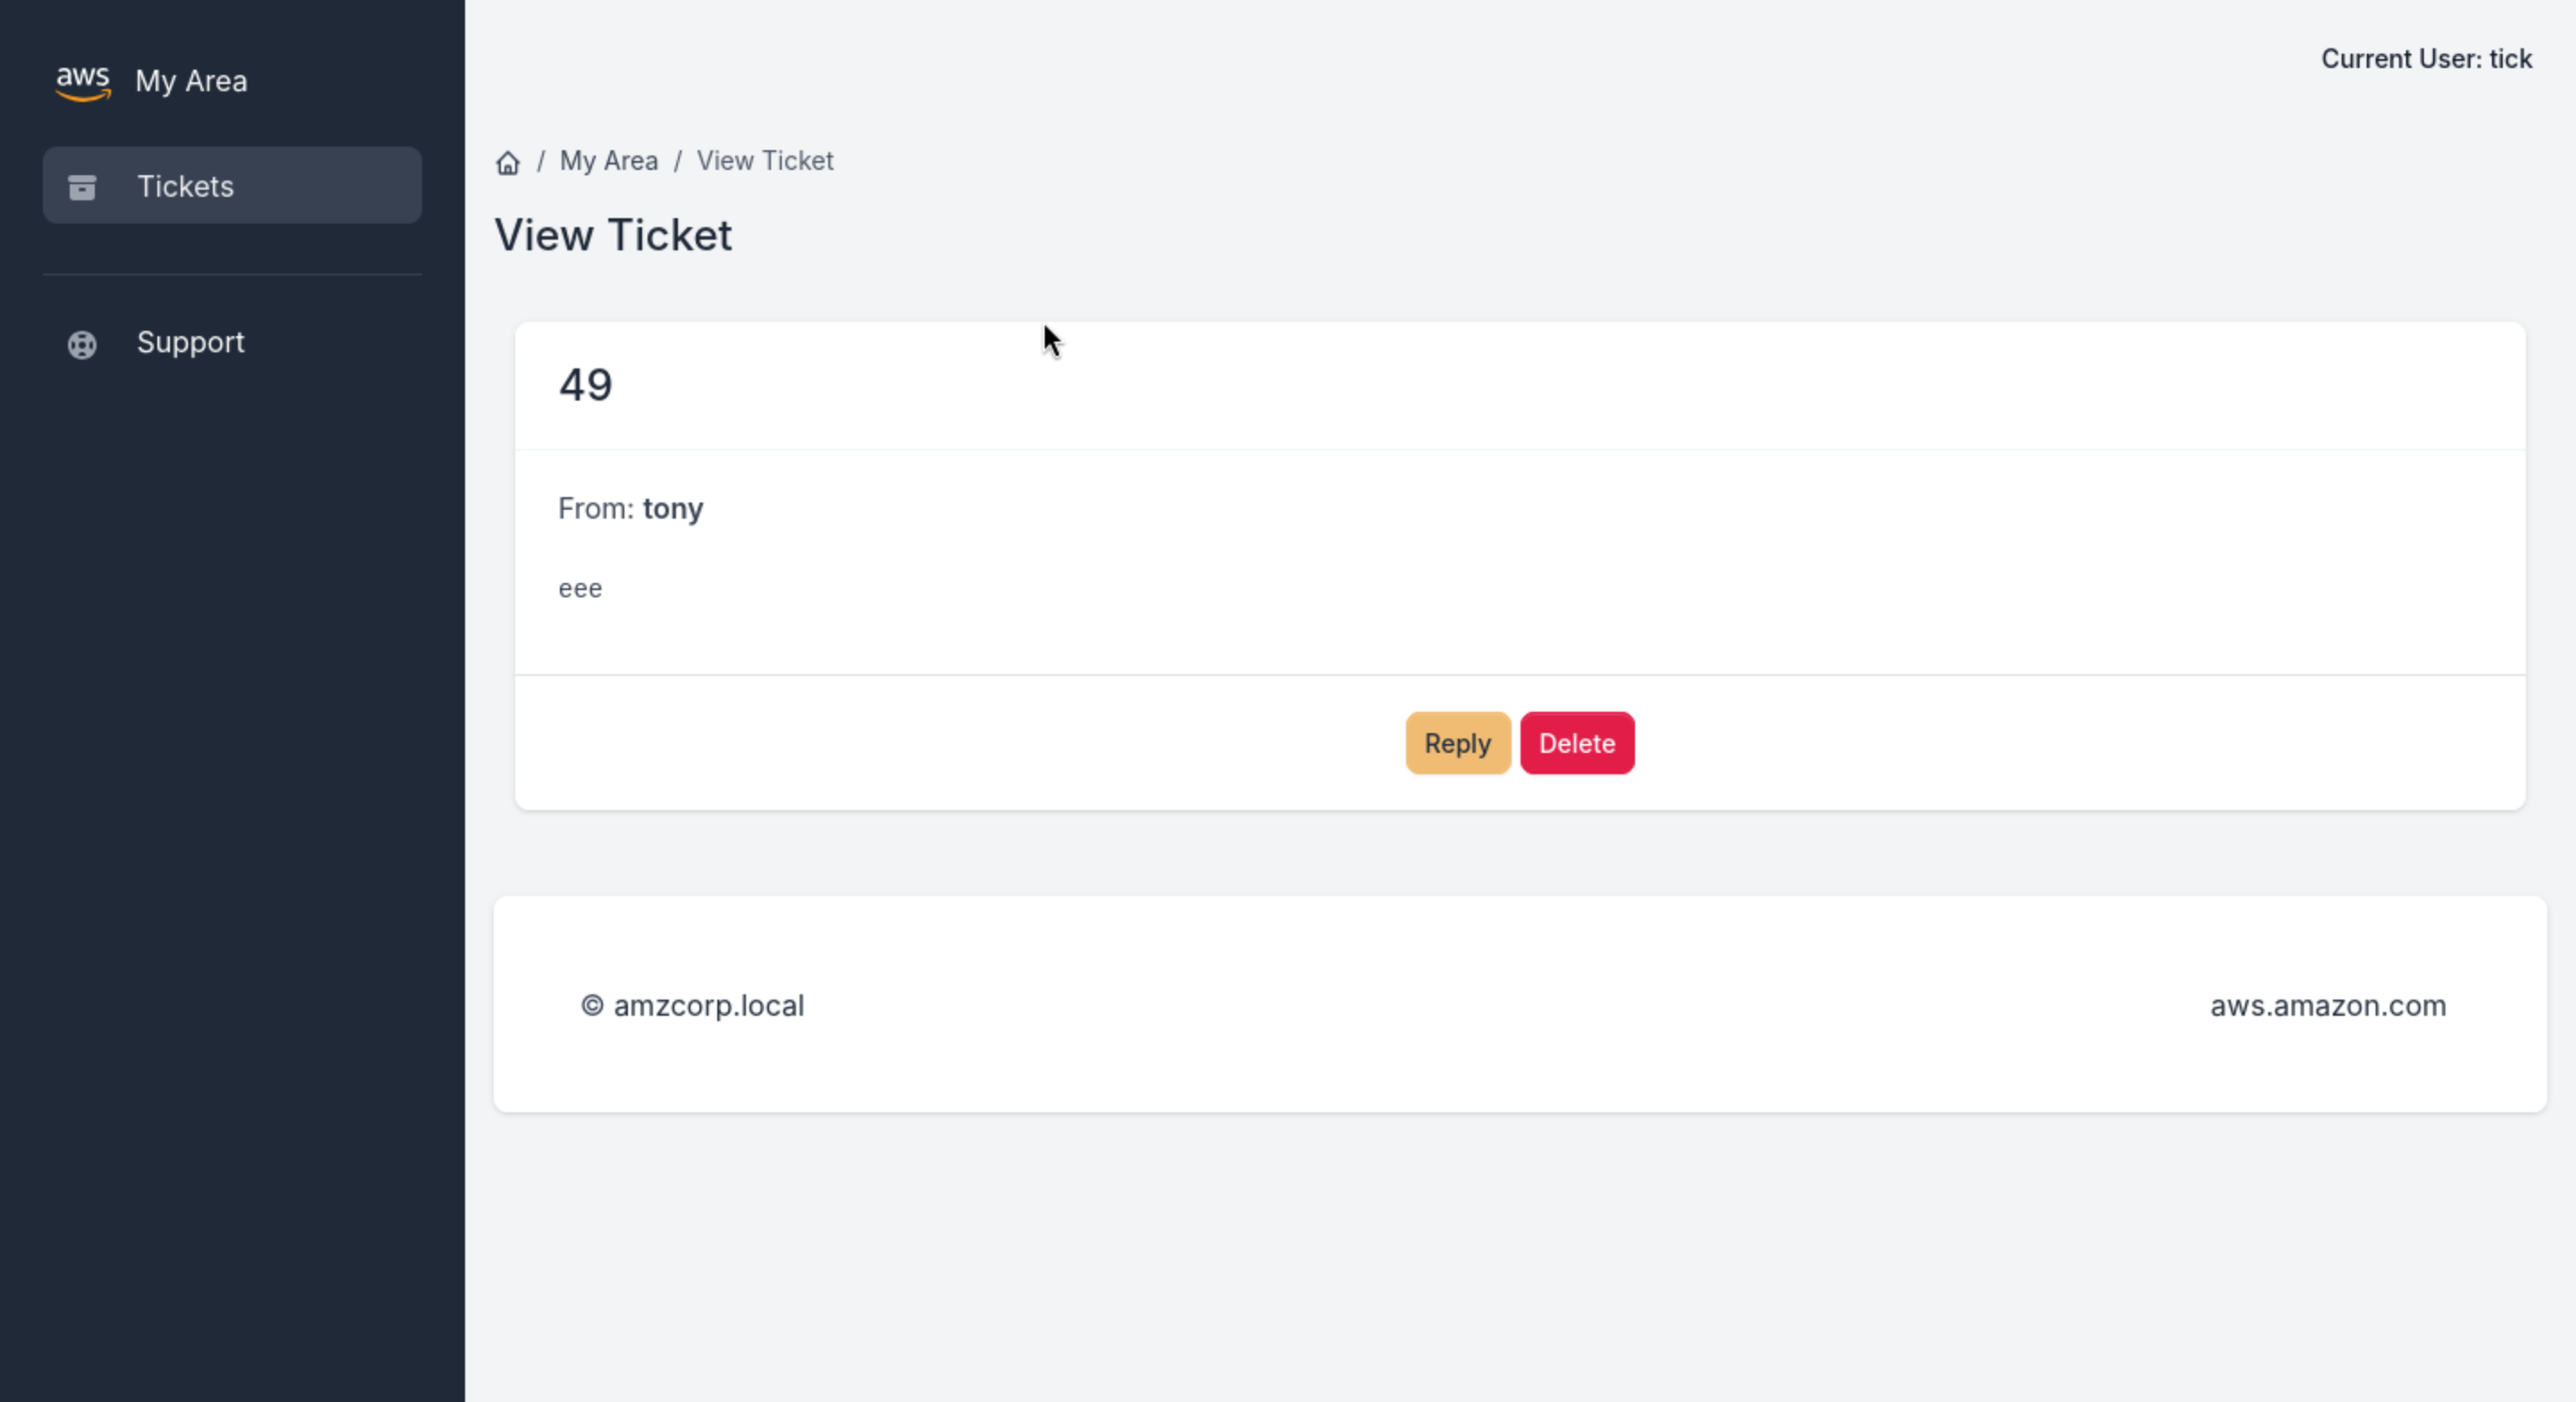 aws My Area
Current User: tick
Tickets
Support
/ My Area / View Ticket
View Ticket
49
From: tony
eee
Reply Delete
© amzcorp.local aws.amazon.com